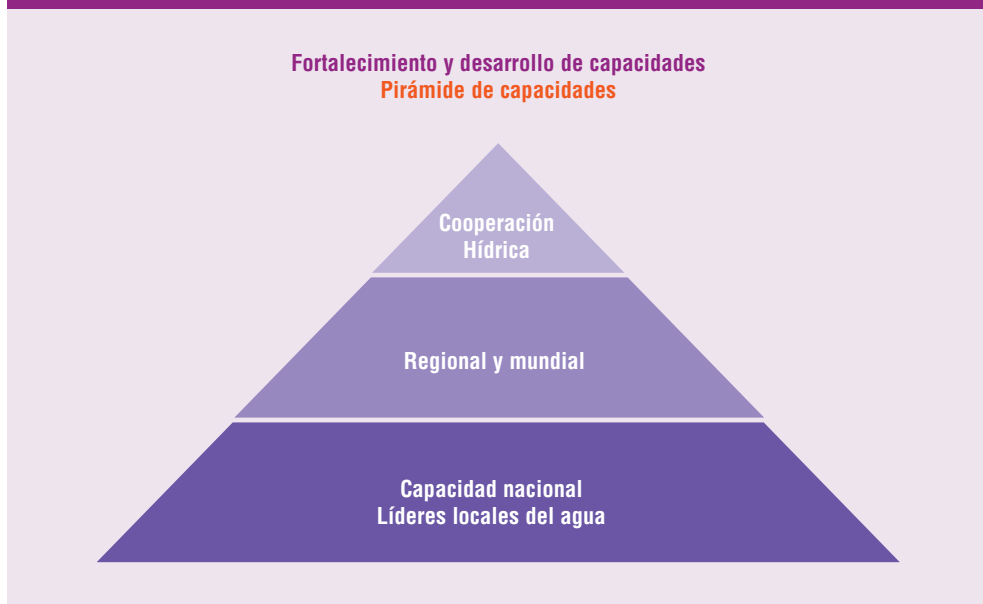 Fortalecimiento y desarrollo de capacidades
Pirámide de capacidades
Cooperación
Hídrica
Regional y mundial
Capacidad nacional
Líderes locales del agua